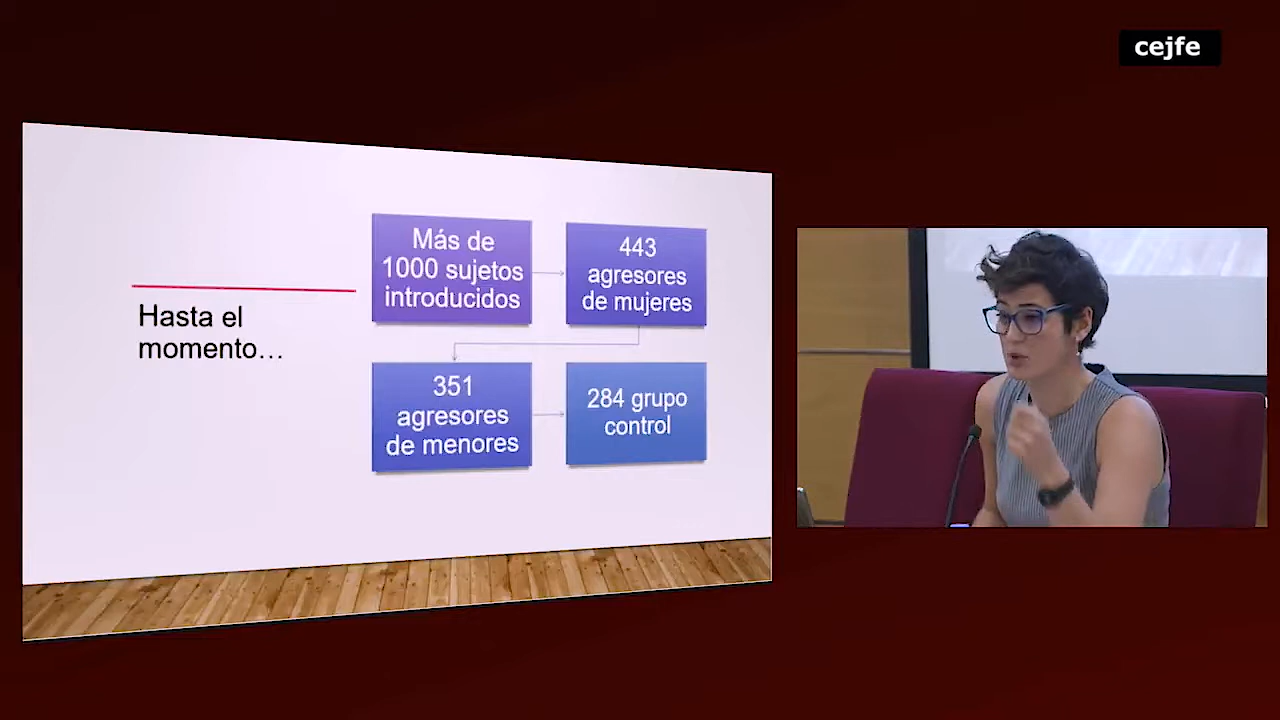 cejfe
Hasta el
momento…
Más de
1000 sujetos
introducidos
443
agresores
de mujeres
351
agresores
de menores
284 grupo
control